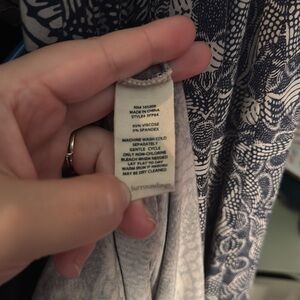 MADE IN CHINA
95% VISCOSE
5% SPANDEX
MACHINE WASH COLD
SEPARATELY
GENTLE CYCLE
ONLY NON-CHLORINE
BLEACH WHEN NEEDED
LAY FLAT TO DRY
WARM IRON IF NEEDED
MAY BE DRY CLEANED